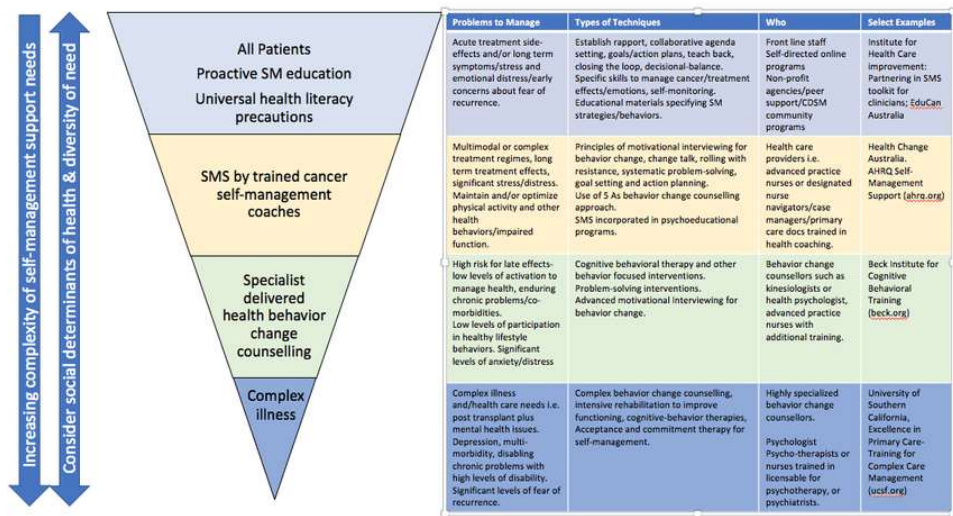 Increasing complexity of self-management support needs
Consider social determinants of health & diversity of need
All Patients
Proactive SM education
Universal health literacy
precautions
SMS by trained cancer
self-management
coaches
Specialist
delivered
health behavior
change
counselling
Complex
illness
Problems to Manage
Types of Techniques
Who
Select Examples
Acute treatment side-
effects and/or long term
symptoms/stress and
emotional distress/early
concerns about fear of
recurrence.
Establish rapport, collaborative agenda
setting, goals/action plans, teach back,
closing the loop, decisional-balance.
Specific skills to manage cancer/treatment
effects/emotions, self-monitoring.
Educational materials specifying SM
strategies/behaviors.
Front line staff
Self-directed online
programs
Non-profit
agencies/peer
support/CDSM
community
programs
Institute for
Health Care
improvement:
Partnering in SMS
toolkit for
clinicians; EduCan
Australia
Multimodal or complex
treatment regimes, long
term treatment effects,
significant stress/distress.
Maintain and/or optimize
physical activity and other
health
behaviors/impaired
function.
Principles of motivational interviewing for
behavior change, change talk, rolling with
resistance, systematic problem-solving,
goal setting and action planning.
Use of 5 As behavior change counselling
approach.
SMS incorporated in psychoeducational
programs.
Health care
providers i.e.
advanced practice
nurses or designated
nurse
navigators/case
managers/primary
care docs trained in
health coaching.
Health Change
Australia.
AHRQ Self-
Management
Support (ahrq.org)
High risk for late effects-
low levels of activation to
manage health, enduring
chronic problems/co-
morbidities.
Low levels of participation
in healthy lifestyle
behaviors. Significant
levels of anxiety/distress
Cognitive behavioral therapy and other
behavior focused interventions.
Problem-solving interventions.
Advanced motivational Interviewing for
behavior change.
Behavior change
counsellors such as
kinesiologists or
health psychologist,
advanced practice
nurses with
additional training.
Beck Institute for
Cognitive
Behavioral
Training
(beck.org)
Complex illness
and/health care needs i.e.
post transplant plus
mental health issues.
Depression, multi-
morbidity, disabling
chronic problems with
high levels of disability.
Significant levels of fear of
recurrence.
Complex behavior change counselling,
intensive rehabilitation to improve
functioning, cognitive-behavior therapies,
Acceptance and commitment therapy for
self-management.
Highly specialized
behavior change
counsellors.
Psychologist
Psycho-therapists or
nurses trained in
licensable for
psychotherapy, or
psychiatrists.
University of
Southern
California,
Excellence in
Primary Care-
Training for
Complex Care
Management
(ucsf.org)